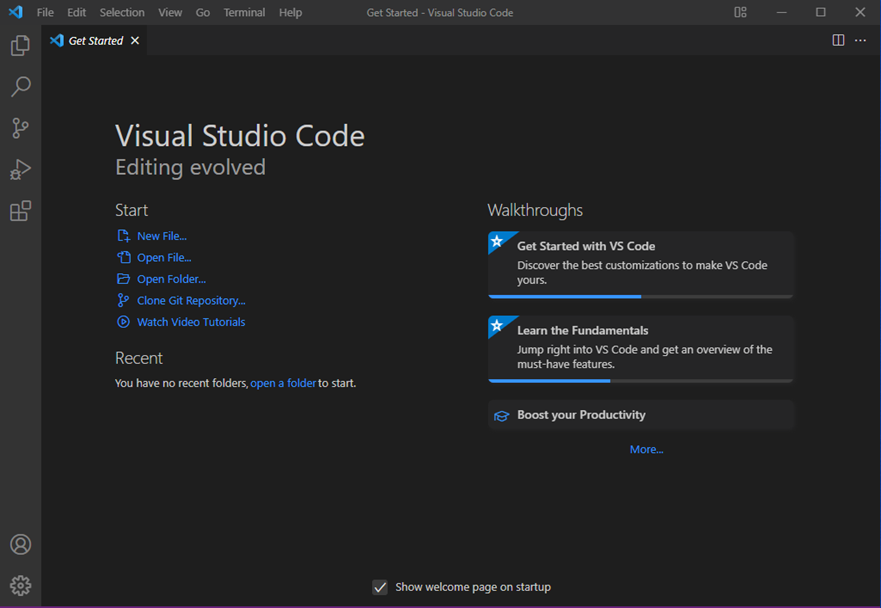 File Edit Selection View Go Terminal Help Get Started - Visual Studio Code
Get Started
Visual Studio Code
Editing evolved
Start
New File...
Open File...
Open Folder...
Clone Git Repository...
Watch Video Tutorials
Recent
You have no recent folders, open a folder to start.
Walkthroughs
Get Started with VS Code
Discover the best customizations to make VS Code
yours.
Learn the Fundamentals
Jump right into VS Code and get an overview of the
must-have features.
Boost your Productivity
More...
Show welcome page on startup